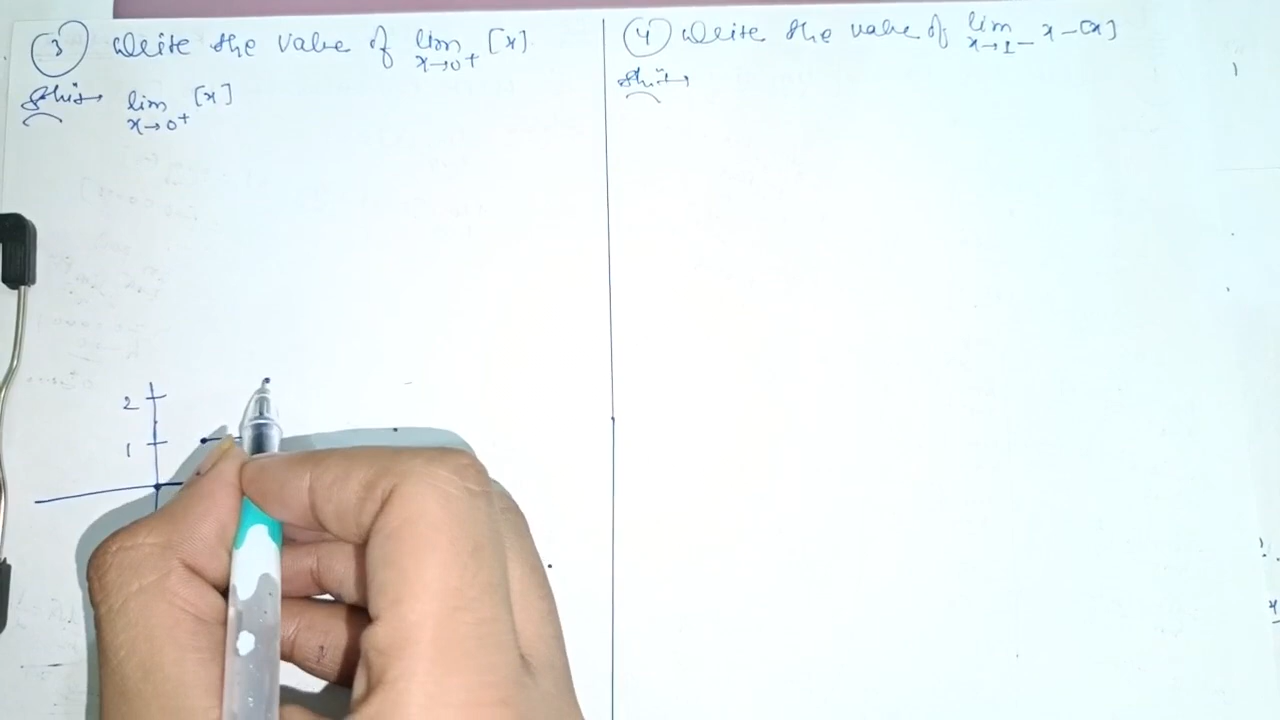 3 Write the value of lim x→0+ [x]
Sol:→ lim x→0+ [x]
2
1
4 Write the value of lim x→1- x-[x]
Sol:→